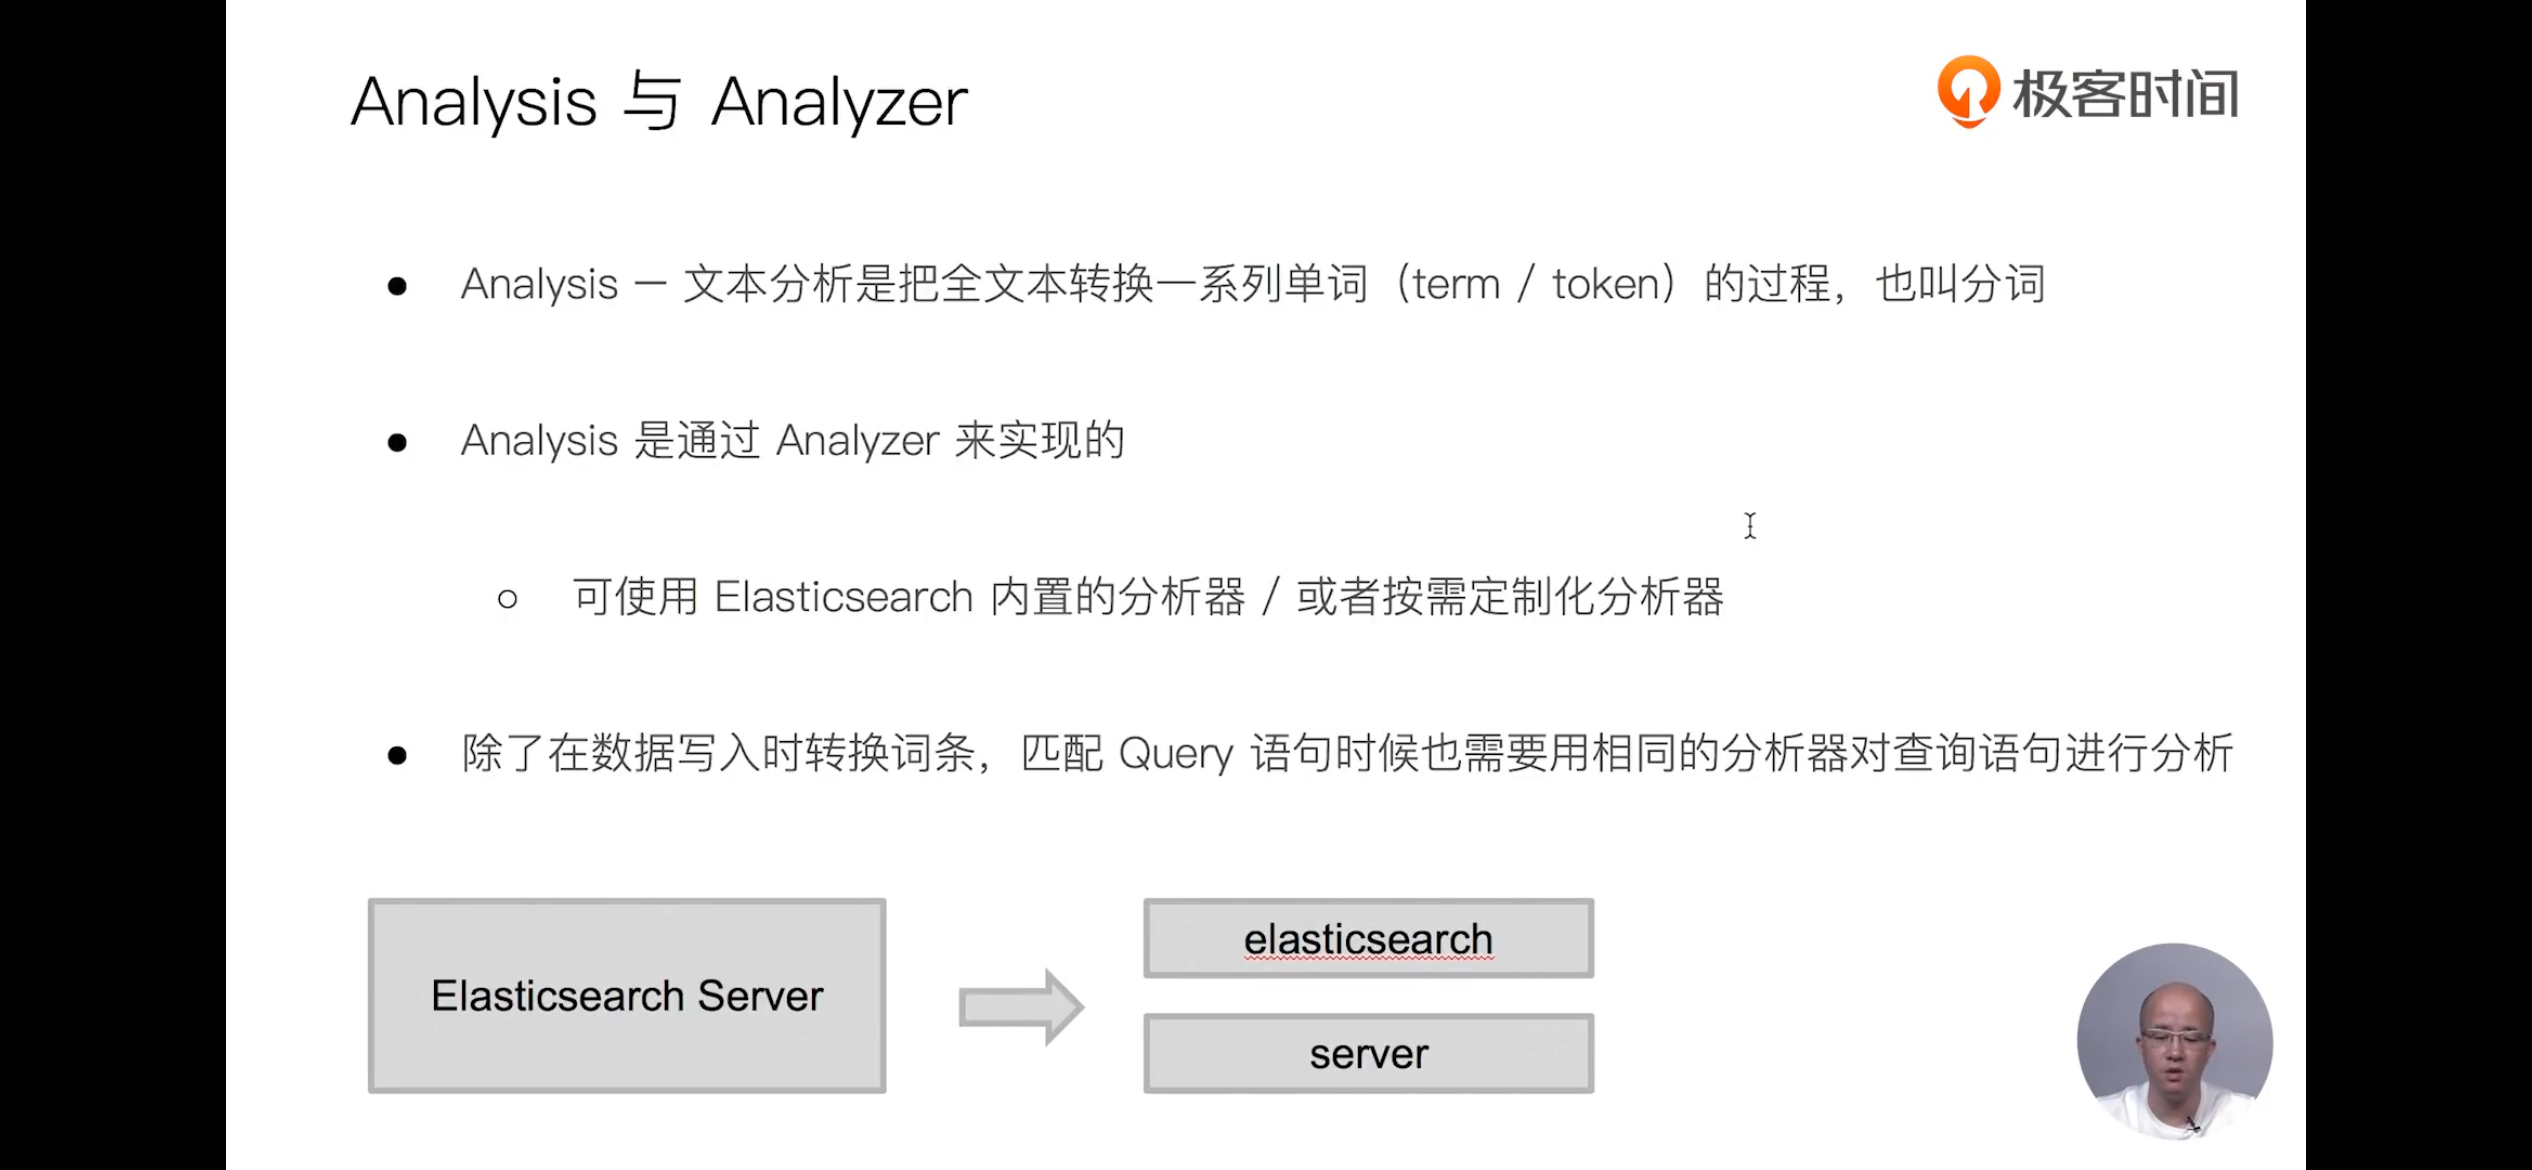 Analysis 与 Analyzer
极客时间
● Analysis — 文本分析是把全文本转换一系列单词（term / token）的过程，也叫分词
● Analysis 是通过 Analyzer 来实现的
○ 可使用 Elasticsearch 内置的分析器 / 或者按需定制化分析器
● 除了在数据写入时转换词条，匹配 Query 语句时候也需要用相同的分析器对查询语句进行分析
Elasticsearch Server
elasticsearch
server